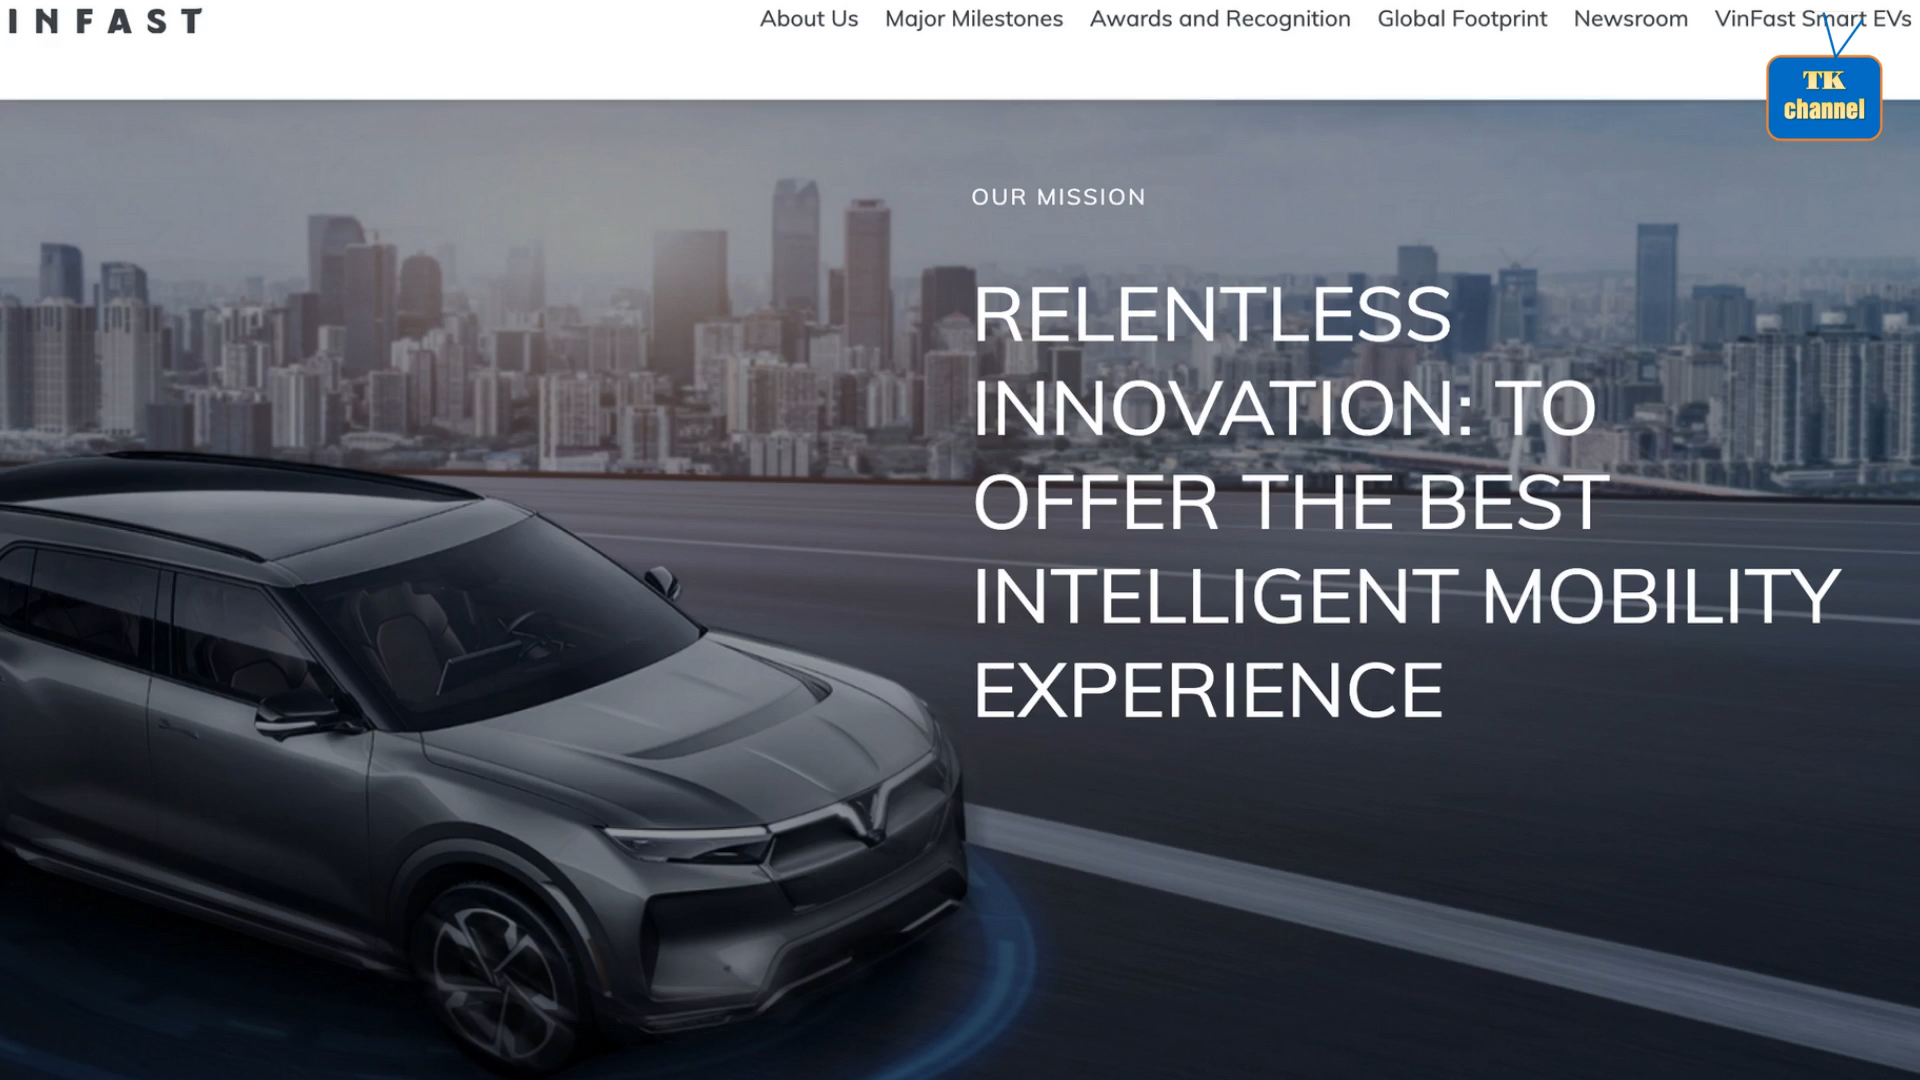 INFAST
About Us Major Milestones Awards and Recognition Global Footprint Newsroom VinFast Smart EVs
TK
channel
OUR MISSION
RELENTLESS
INNOVATION: TO
OFFER THE BEST
INTELLIGENT MOBILITY
EXPERIENCE